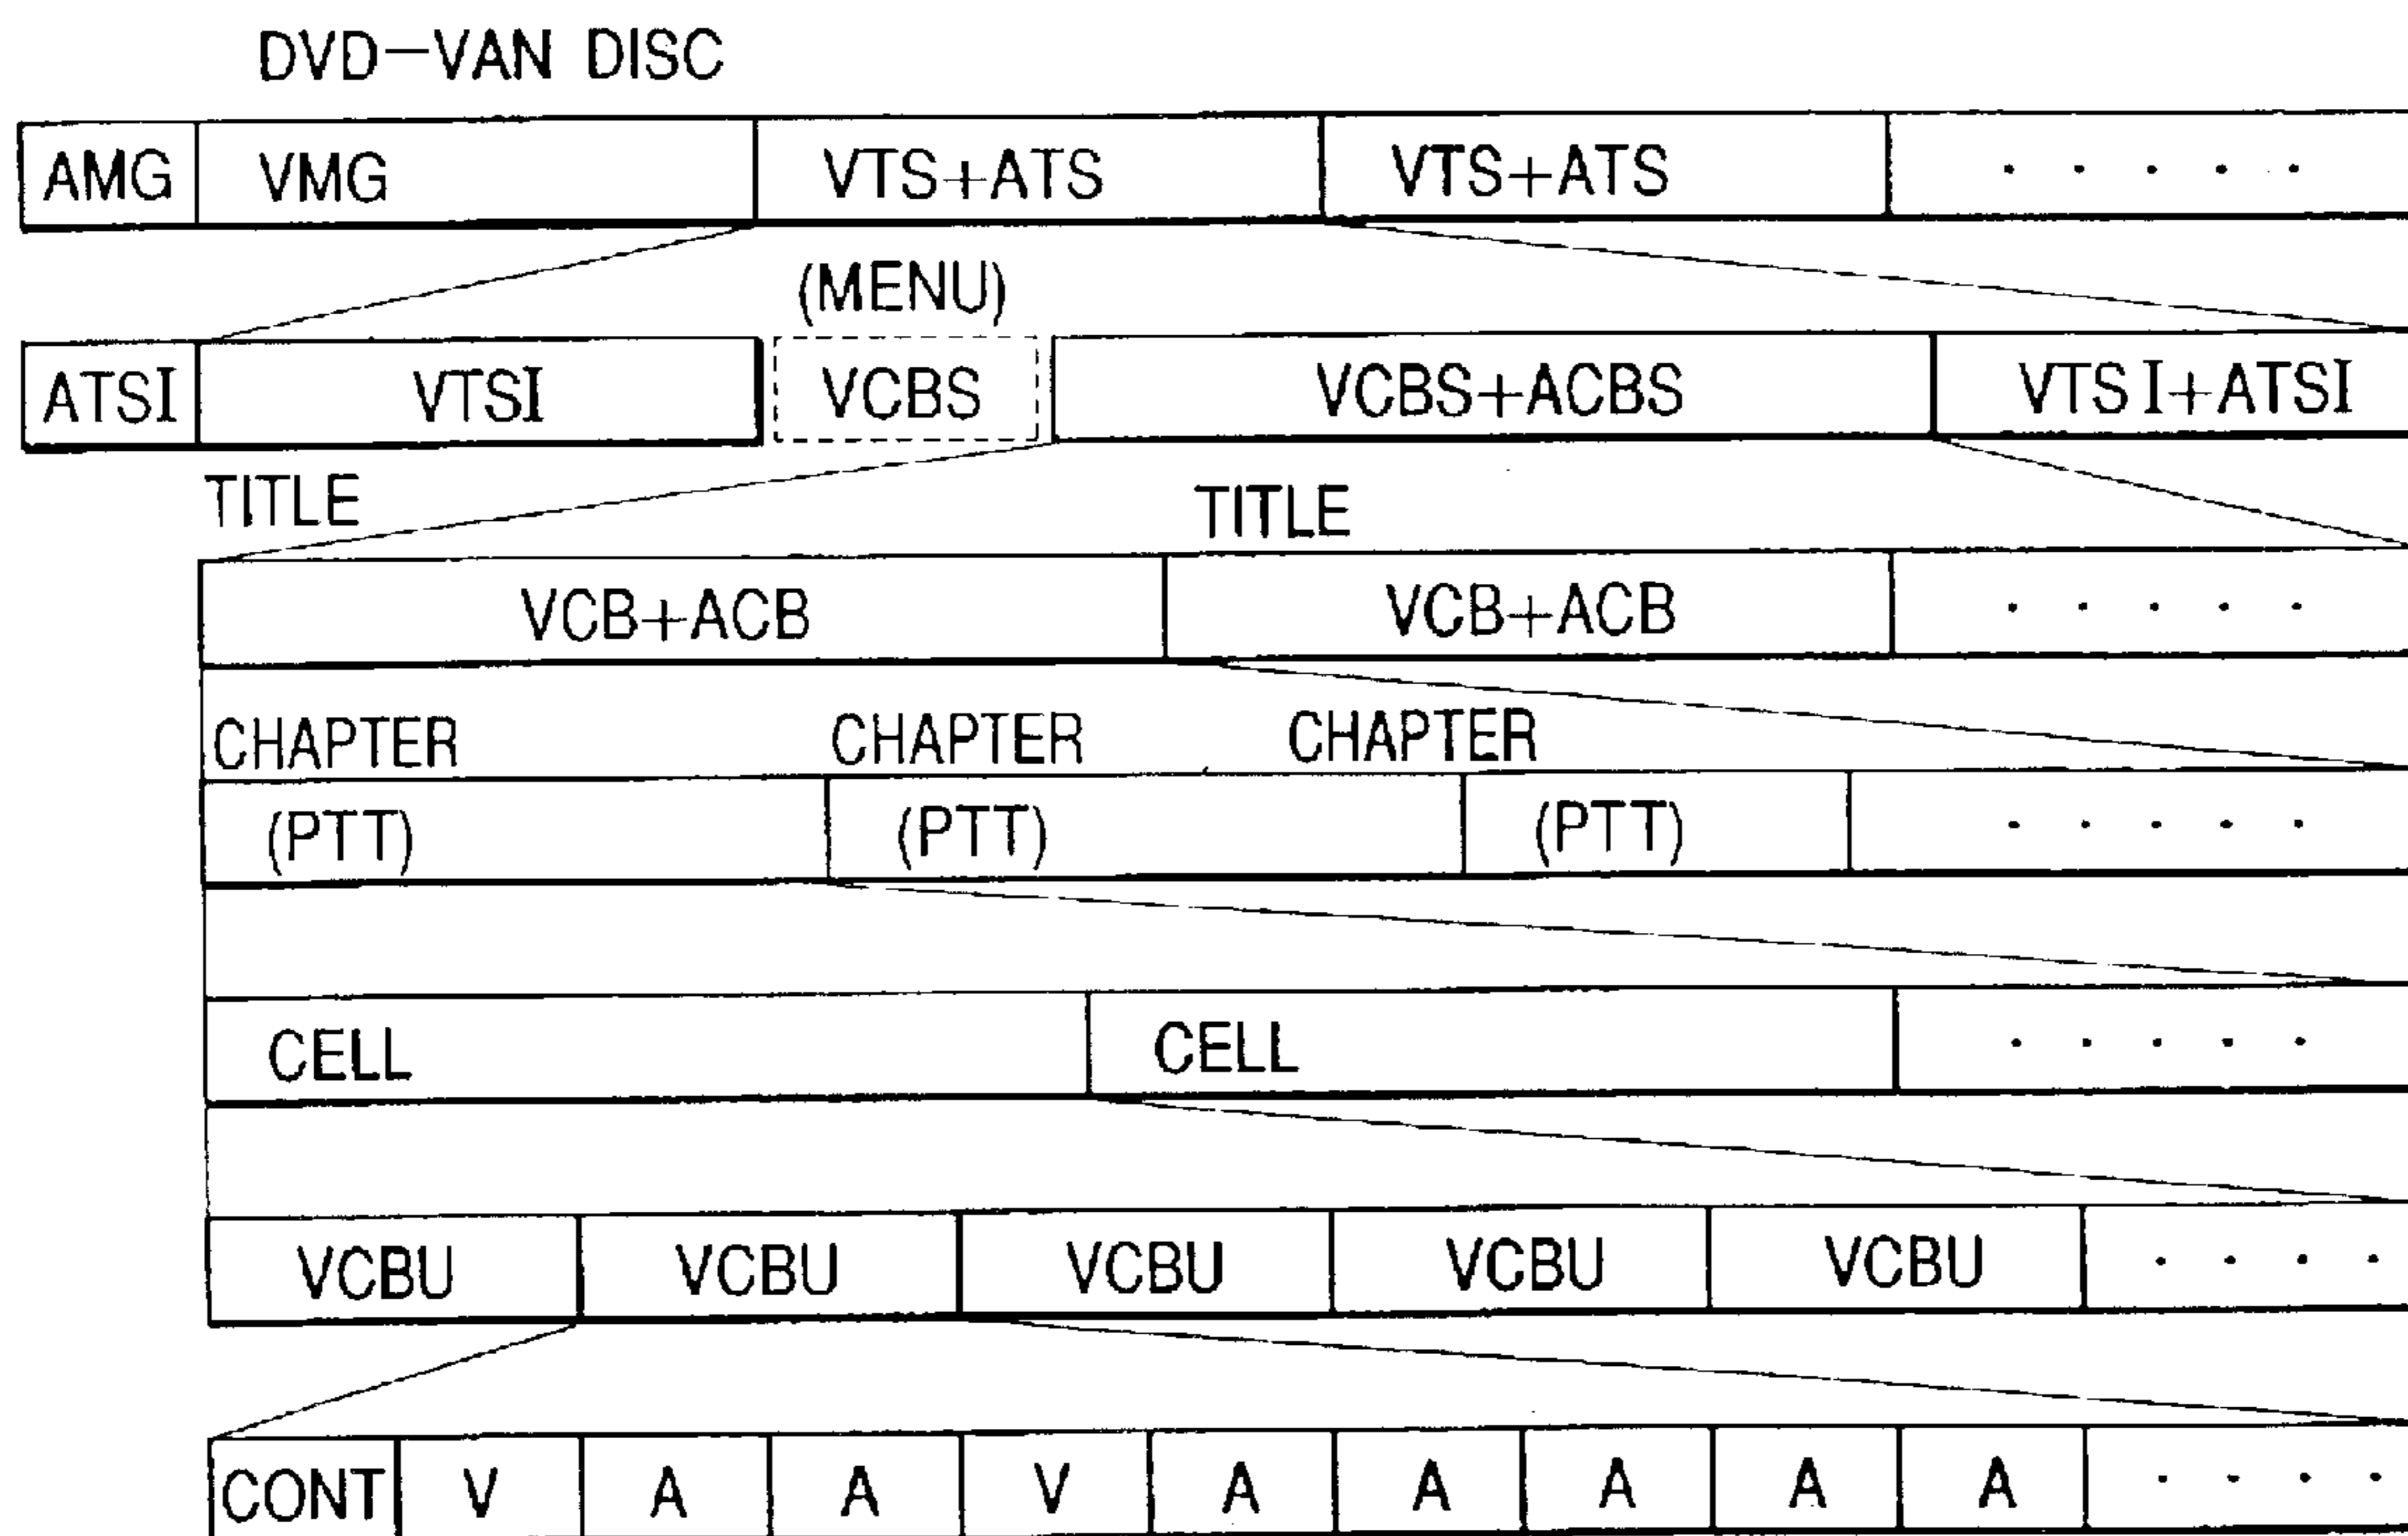 DVD-VAN DISC
AMG VMG VTS+ATS VTS+ATS . . . . .
(MENU)
ATSI VTSI VCBS VCBS+ACBS VTSI+ATSI
TITLE TITLE
VCB+ACB VCB+ACB . . . . .
CHAPTER CHAPTER CHAPTER
(PTT) (PTT) (PTT) . . . . .
CELL CELL . . . . .
VCBU VCBU VCBU VCBU VCBU . . . .
CONT V A A V A A A A A . . . .